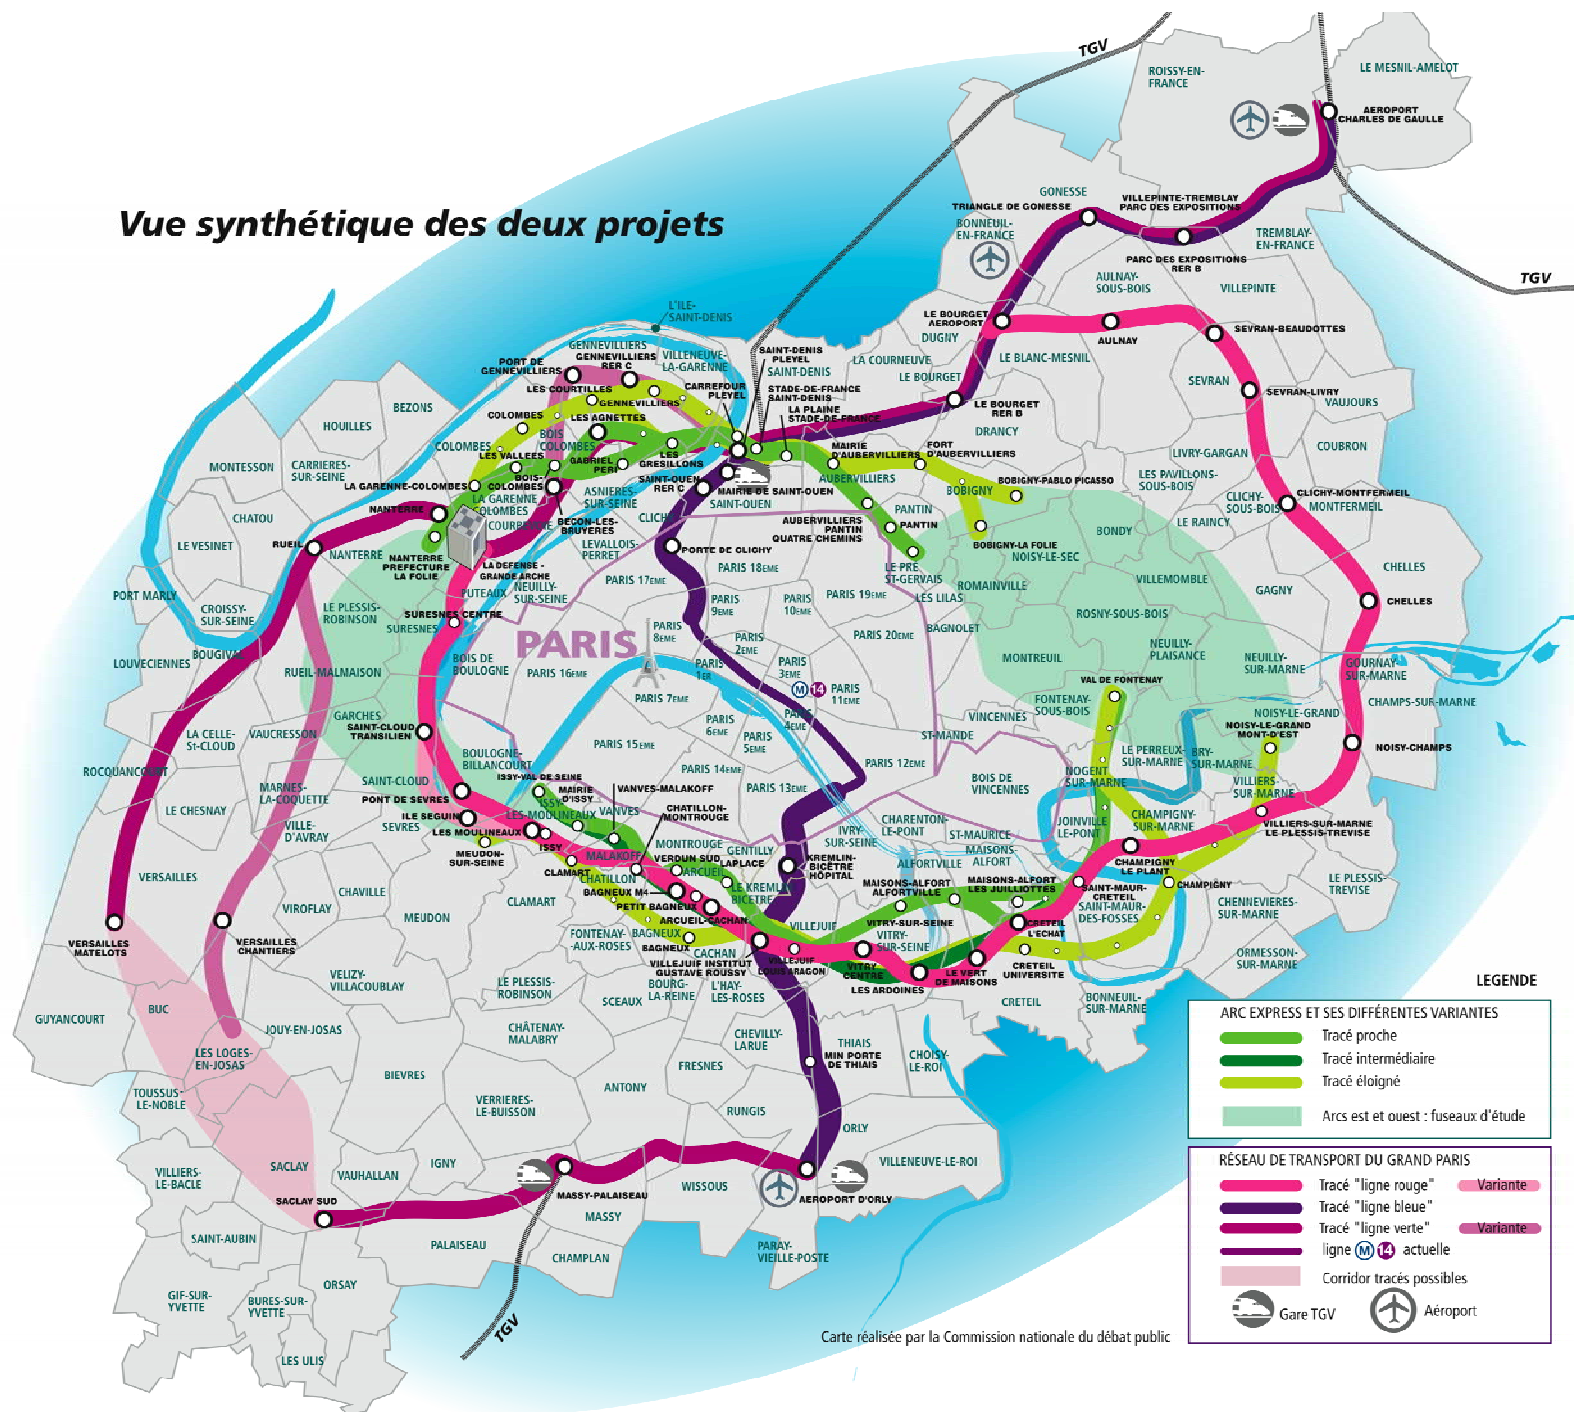 Vue synthétique des deux projets
TGV
ROISSY-EN-
FRANCE
LE MESNIL-AMELOT
AEROPORT
CHARLES DE GAULLE
GONESSE
TRIANGLE DE GONESSE
VILLEPINTE-TREMBLAY
PARC DES EXPOSITIONS
BONNEUIL-
EN-FRANCE
TREMBLAY-
EN-FRANCE
PARC DES EXPOSITIONS
RER B
TGV
AULNAY-
SOUS-BOIS
VILLEPINTE
L'ILE-
SAINT-DENIS
LE BOURGET
AEROPORT
DUGNY
AULNAY
SEVRAN-BEAUDOTTES
GENNEVILLIERS
GENNEVILLIERS
RER C
VILLENEUVE-
LA-GARENNE
SAINT-DENIS
PLEYEL
SAINT-DENIS
LA COURNEUVE
LE BLANC-MESNIL
PORT DE
GENNEVILLIERS
LE BOURGET
SEVRAN
SEVRAN-LIVRY
VAUJOURS
LES COURTILLES
CARREFOUR
PLEYEL
STADE-DE-FRANCE
SAINT-DENIS
LE BOURGET
RER B
GENNEVILLIERS
LA PLAINE
STADE-DE-FRANCE
BEZONS
COLOMBES
LES AGNETTES
DRANCY
HOUILLES
COLOMBES
BOIS
COLOMBES
COUBRON
MAIRIE
D'AUBERVILLIERS
FORT
D'AUBERVILLIERS
LIVRY-GARGAN
LES VALLEES
GABRIEL
PERI
LES
GRESILLONS
MONTESSON
CARRIERES-
SUR-SEINE
LA GARENNE-COLOMBES
BOIS-
COLOMBES
SAINT-OUEN
RER C
MAIRIE DE SAINT-OUEN
AUBERVILLIERS
BOBIGNY
BOBIGNY-PABLO PICASSO
LES PAVILLONS-
SOUS-BOIS
CLICHY-
SOUS-BOIS
CLICHY-MONTFERMEIL
MONTFERMEIL
LA GARENNE
COLOMBES
ASNIERES-
SUR-SEINE
SAINT-OUEN
CLICHY
PANTIN
CHATOU
NANTERRE
COURBEVOIE
BECON-LES-
BRUYERES
AUBERVILLIERS
PANTIN
QUATRE CHEMINS
PANTIN
LE RAINCY
BONDY
LE VESINET
RUEIL
NANTERRE
NANTERRE
PREFECTURE
LA FOLIE
LEVALLOIS-
PERRET
PORTE DE CLICHY
BOBIGNY-LA FOLIE
NOISY-LE-SEC
LA DEFENSE -
GRANDE ARCHE
PARIS 17EME
PARIS 18EME
LE PRE
ST-GERVAIS
CHELLES
PUTEAUX
NEUILLY-
SUR-SEINE
PARIS 19EME
LES LILAS
ROMAINVILLE
VILLEMOMBLE
GAGNY
PORT MARLY
CROISSY-
SUR-SEINE
LE PLESSIS-
ROBINSON
SURESNES CENTRE
SURESNES
PARIS
9EME
PARIS
10EME
CHELLES
ROSNY-SOUS-BOIS
PARIS
PARIS
8EME
PARIS
2EME
PARIS 20EME
BAGNOLET
LOUVECIENNES
BOUGIVAL
RUEIL-MALMAISON
BOIS DE
BOULOGNE
PARIS 16EME
PARIS
1ER
PARIS
3EME
MONTREUIL
NEUILLY-
PLAISANCE
NEUILLY-
SUR-MARNE
GOURNAY-
SUR-MARNE
PARIS 7EME
M 14
PARIS
11EME
VAL DE FONTENAY
CHAMPS-SUR-MARNE
GARCHES
SAINT-CLOUD
TRANSILIEN
PARIS
6EME
PARIS
4EME
PARIS
5EME
FONTENAY-
SOUS-BOIS
VINCENNES
ST-MANDE
NOISY-LE-GRAND
NOISY-LE-GRAND
MONT-D'EST
LA CELLE-
St-CLOUD
VAUCRESSON
PARIS 15EME
NOISY-CHAMPS
BOULOGNE-
BILLANCOURT
LE PERREUX-
SUR-MARNE
BRY-
SUR-MARNE
ROCQUANCOURT
PARIS 14EME
PARIS 12EME
SAINT-CLOUD
ISSY-VAL DE SEINE
PARIS 13EME
BOIS DE
VINCENNES
NOGENT
SUR-MARNE
VILLIERS-
SUR-MARNE
MARNES-
LA-COQUETTE
PONT DE SEVRES
MAIRIE
D'ISSY
VANVES-MALAKOFF
LE CHESNAY
ILE SEGUIN
ISSY-
LES-MOULINEAUX
VANVES
CHATILLON-
MONTROUGE
VILLE-
D'AVRAY
SEVRES
LES MOULINEAUX
ISSY
MONTROUGE
GENTILLY
IVRY-
SUR-SEINE
CHARENTON-
LE-PONT
ST-MAURICE
JOINVILLE
LE-PONT
CHAMPIGNY-
SUR-MARNE
VILLIERS-SUR-MARNE
LE PLESSIS-TREVISE
MEUDON-
SUR-SEINE
CLAMART
MALAKOFF
VERDUN SUD
LAPLACE
KREMLIN-
BICÊTRE
HÔPITAL
ALFORTVILLE
MAISONS-
ALFORT
CHAMPIGNY
LE PLANT
VERSAILLES
CHAVILLE
CHATILLON
ARCUEIL
BAGNEUX M4
LE KREMLIN
BICETRE
MAISONS-ALFORT
ALFORTVILLE
MAISONS-ALFORT
LES JUILLIOTTES
SAINT-MAUR-
CRETEIL
CHAMPIGNY
LE PLESSIS
TREVISE
VIROFLAY
MEUDON
CLAMART
PETIT BAGNEUX
ARCUEIL-CACHAN
VILLEJUIF
VITRY-SUR-SEINE
SAINT-MAUR-
DES-FOSSES
CHENNEVIERES-
SUR-MARNE
VERSAILLES
MATELOTS
VERSAILLES
CHANTIERS
FONTENAY-
-AUX-ROSES
BAGNEUX
BAGNEUX
CACHAN
VITRY-
SUR-SEINE
CRETEIL
L'ECHAT
ORMESSON-
SUR-MARNE
VILLEJUIF INSTITUT
GUSTAVE ROUSSY
VILLEJUIF
LOUIS ARAGON
VITRY
CENTRE
LE VERT
DE MAISONS
CRETEIL
UNIVERSITE
VELIZY-
VILLACOUBLAY
LE PLESSIS-
ROBINSON
SCEAUX
BOURG-
LA-REINE
L'HAY-
LES-ROSES
LES ARDOINES
CRETEIL
BONNEUIL-
SUR-MARNE
GUYANCOURT
BUC
JOUY-EN-JOSAS
CHÂTENAY-
MALABRY
CHEVILLY-
LARUE
THIAIS
MIN PORTE
DE THIAIS
CHOISY-
LE-ROI
LES LOGES-
EN-JOSAS
BIEVRES
ANTONY
FRESNES
TOUSSUS-
LE-NOBLE
VERRIERES-
LE-BUISSON
RUNGIS
ORLY
VILLIERS-
LE-BACLE
SACLAY
VAUHALLAN
IGNY
VILLENEUVE-LE-ROI
SACLAY SUD
MASSY-PALAISEAU
WISSOUS
AEROPORT D'ORLY
MASSY
SAINT-AUBIN
PALAISEAU
CHAMPLAN
PARAY-
VIEILLE-POSTE
ORSAY
GIF-SUR-
YVETTE
BURES-SUR-
YVETTE
TGV
LES ULIS
Carte réalisée par la Commission nationale du débat public
LEGENDE
ARC EXPRESS ET SES DIFFÉRENTES VARIANTES
Tracé proche
Tracé intermédiaire
Tracé éloigné
Arcs est et ouest : fuseaux d'étude
RÉSEAU DE TRANSPORT DU GRAND PARIS
Tracé "ligne rouge" Variante
Tracé "ligne bleue"
Tracé "ligne verte" Variante
ligne M 14 actuelle
Corridor tracés possibles
Gare TGV
Aéroport